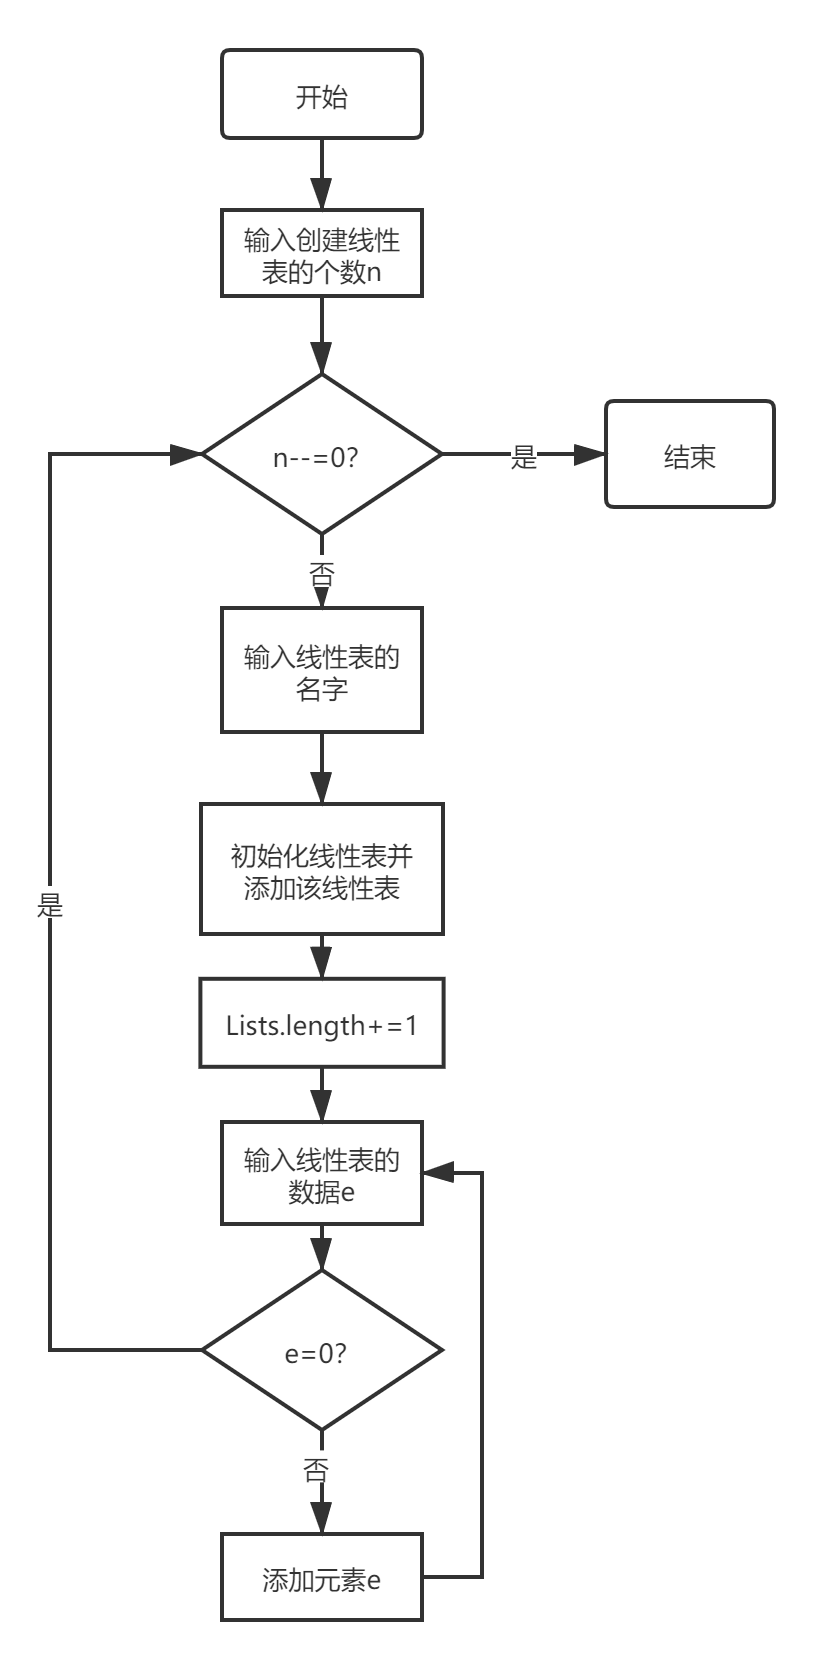 开始
输入创建线性
表的个数n
n--=0?
是
结束
否
输入线性表的
名字
初始化线性表并
添加该线性表
是
Lists.length+=1
输入线性表的
数据e
e=0?
否
添加元素e